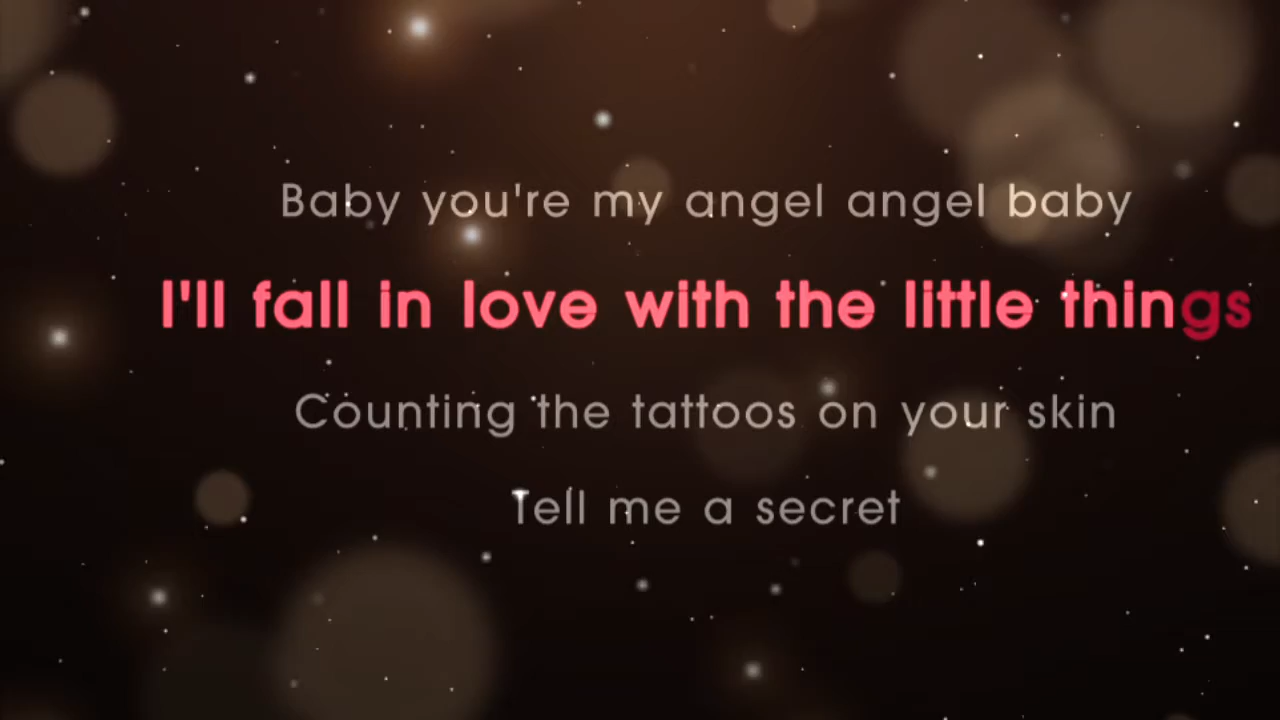 Baby you're my angel angel baby
I'll fall in love with the little things
Counting the tattoos on your skin
Tell me a secret